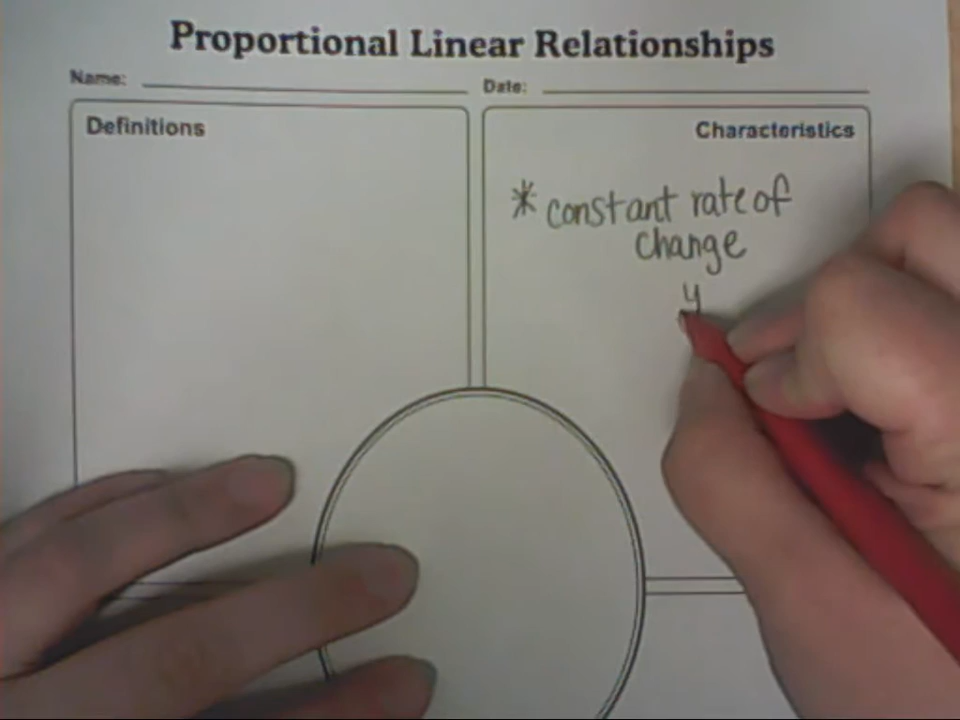 Proportional Linear Relationships
Name: Date:
Definitions
Characteristics
* constant rate of
change
y